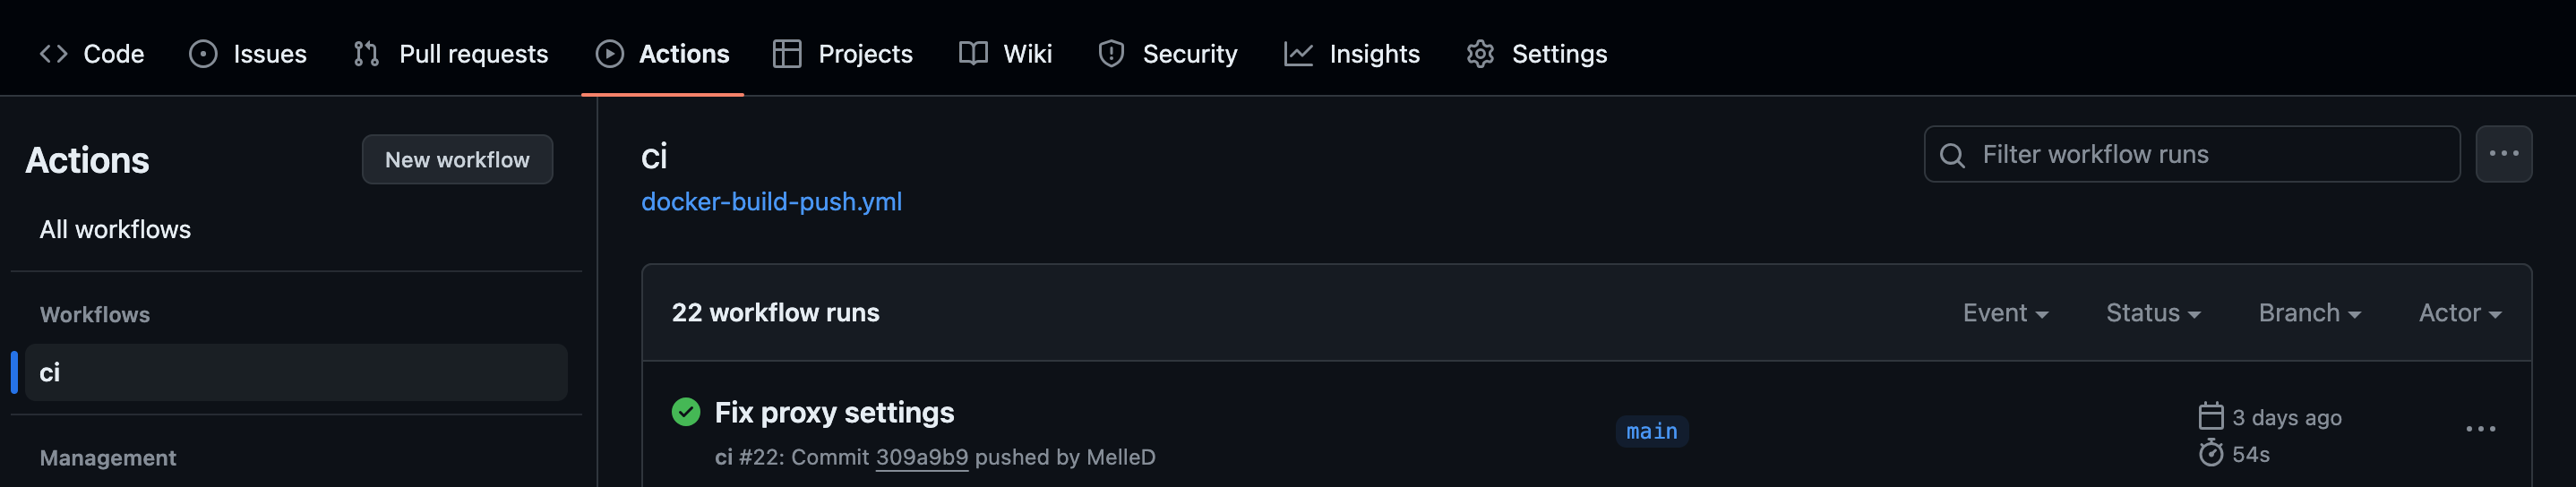 Code Issues Pull requests Actions Projects Wiki Security Insights Settings
Actions
New workflow
All workflows
Workflows
ci
Management
ci
docker-build-push.yml
Filter workflow runs
22 workflow runs
Event Status Branch Actor
Fix proxy settings
ci #22: Commit 309a9b9 pushed by MelleD
main
3 days ago
54s